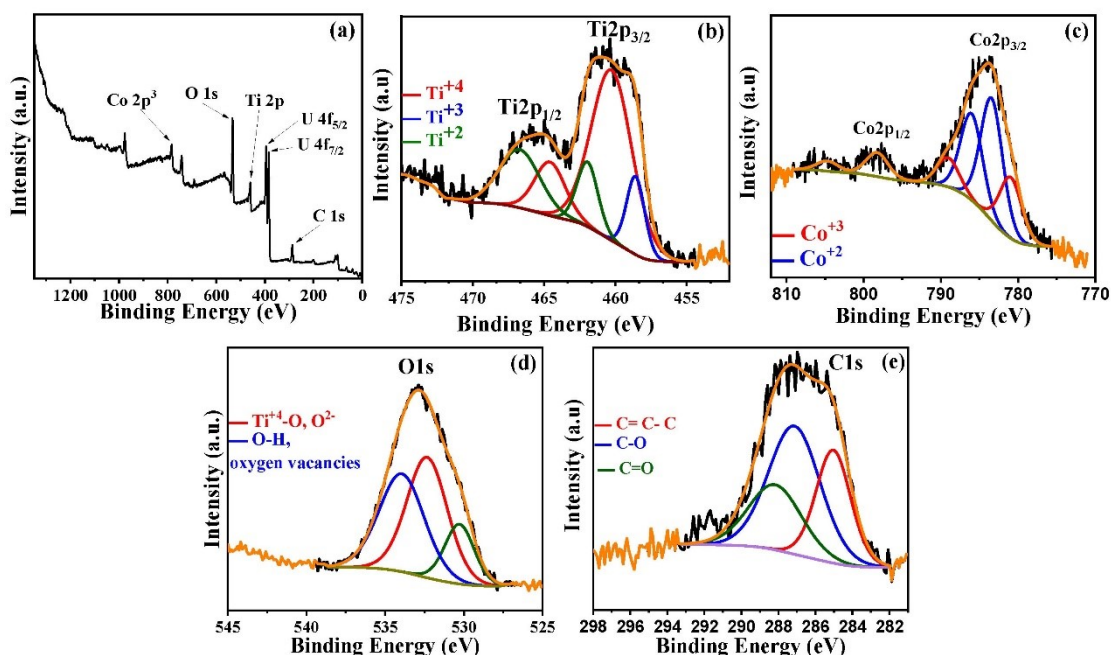 (a)
Co 2p³
O 1s
Ti 2p
U 4f5/2
U 4f7/2
C 1s
Intensity (a.u.)
1200 1000 800 600 400 200 0
Binding Energy (eV)
(b)
Ti2p3/2
Ti2p1/2
Ti+4
Ti+3
Ti+2
Intensity (a.u)
475 470 465 460 455
Binding Energy (eV)
(c)
Co2p3/2
Co2p1/2
Co+3
Co+2
Intensity (a.u)
810 800 790 780 770
Binding Energy (eV)
(d)
O1s
Ti+4-O, O2-
O-H,
oxygen vacancies
Intensity (a.u.)
545 540 535 530 525
Binding Energy (eV)
(e)
C1s
C= C- C
C-O
C=O
Intensity (a.u)
298 296 294 292 290 288 286 284 282
Binding Energy (eV)